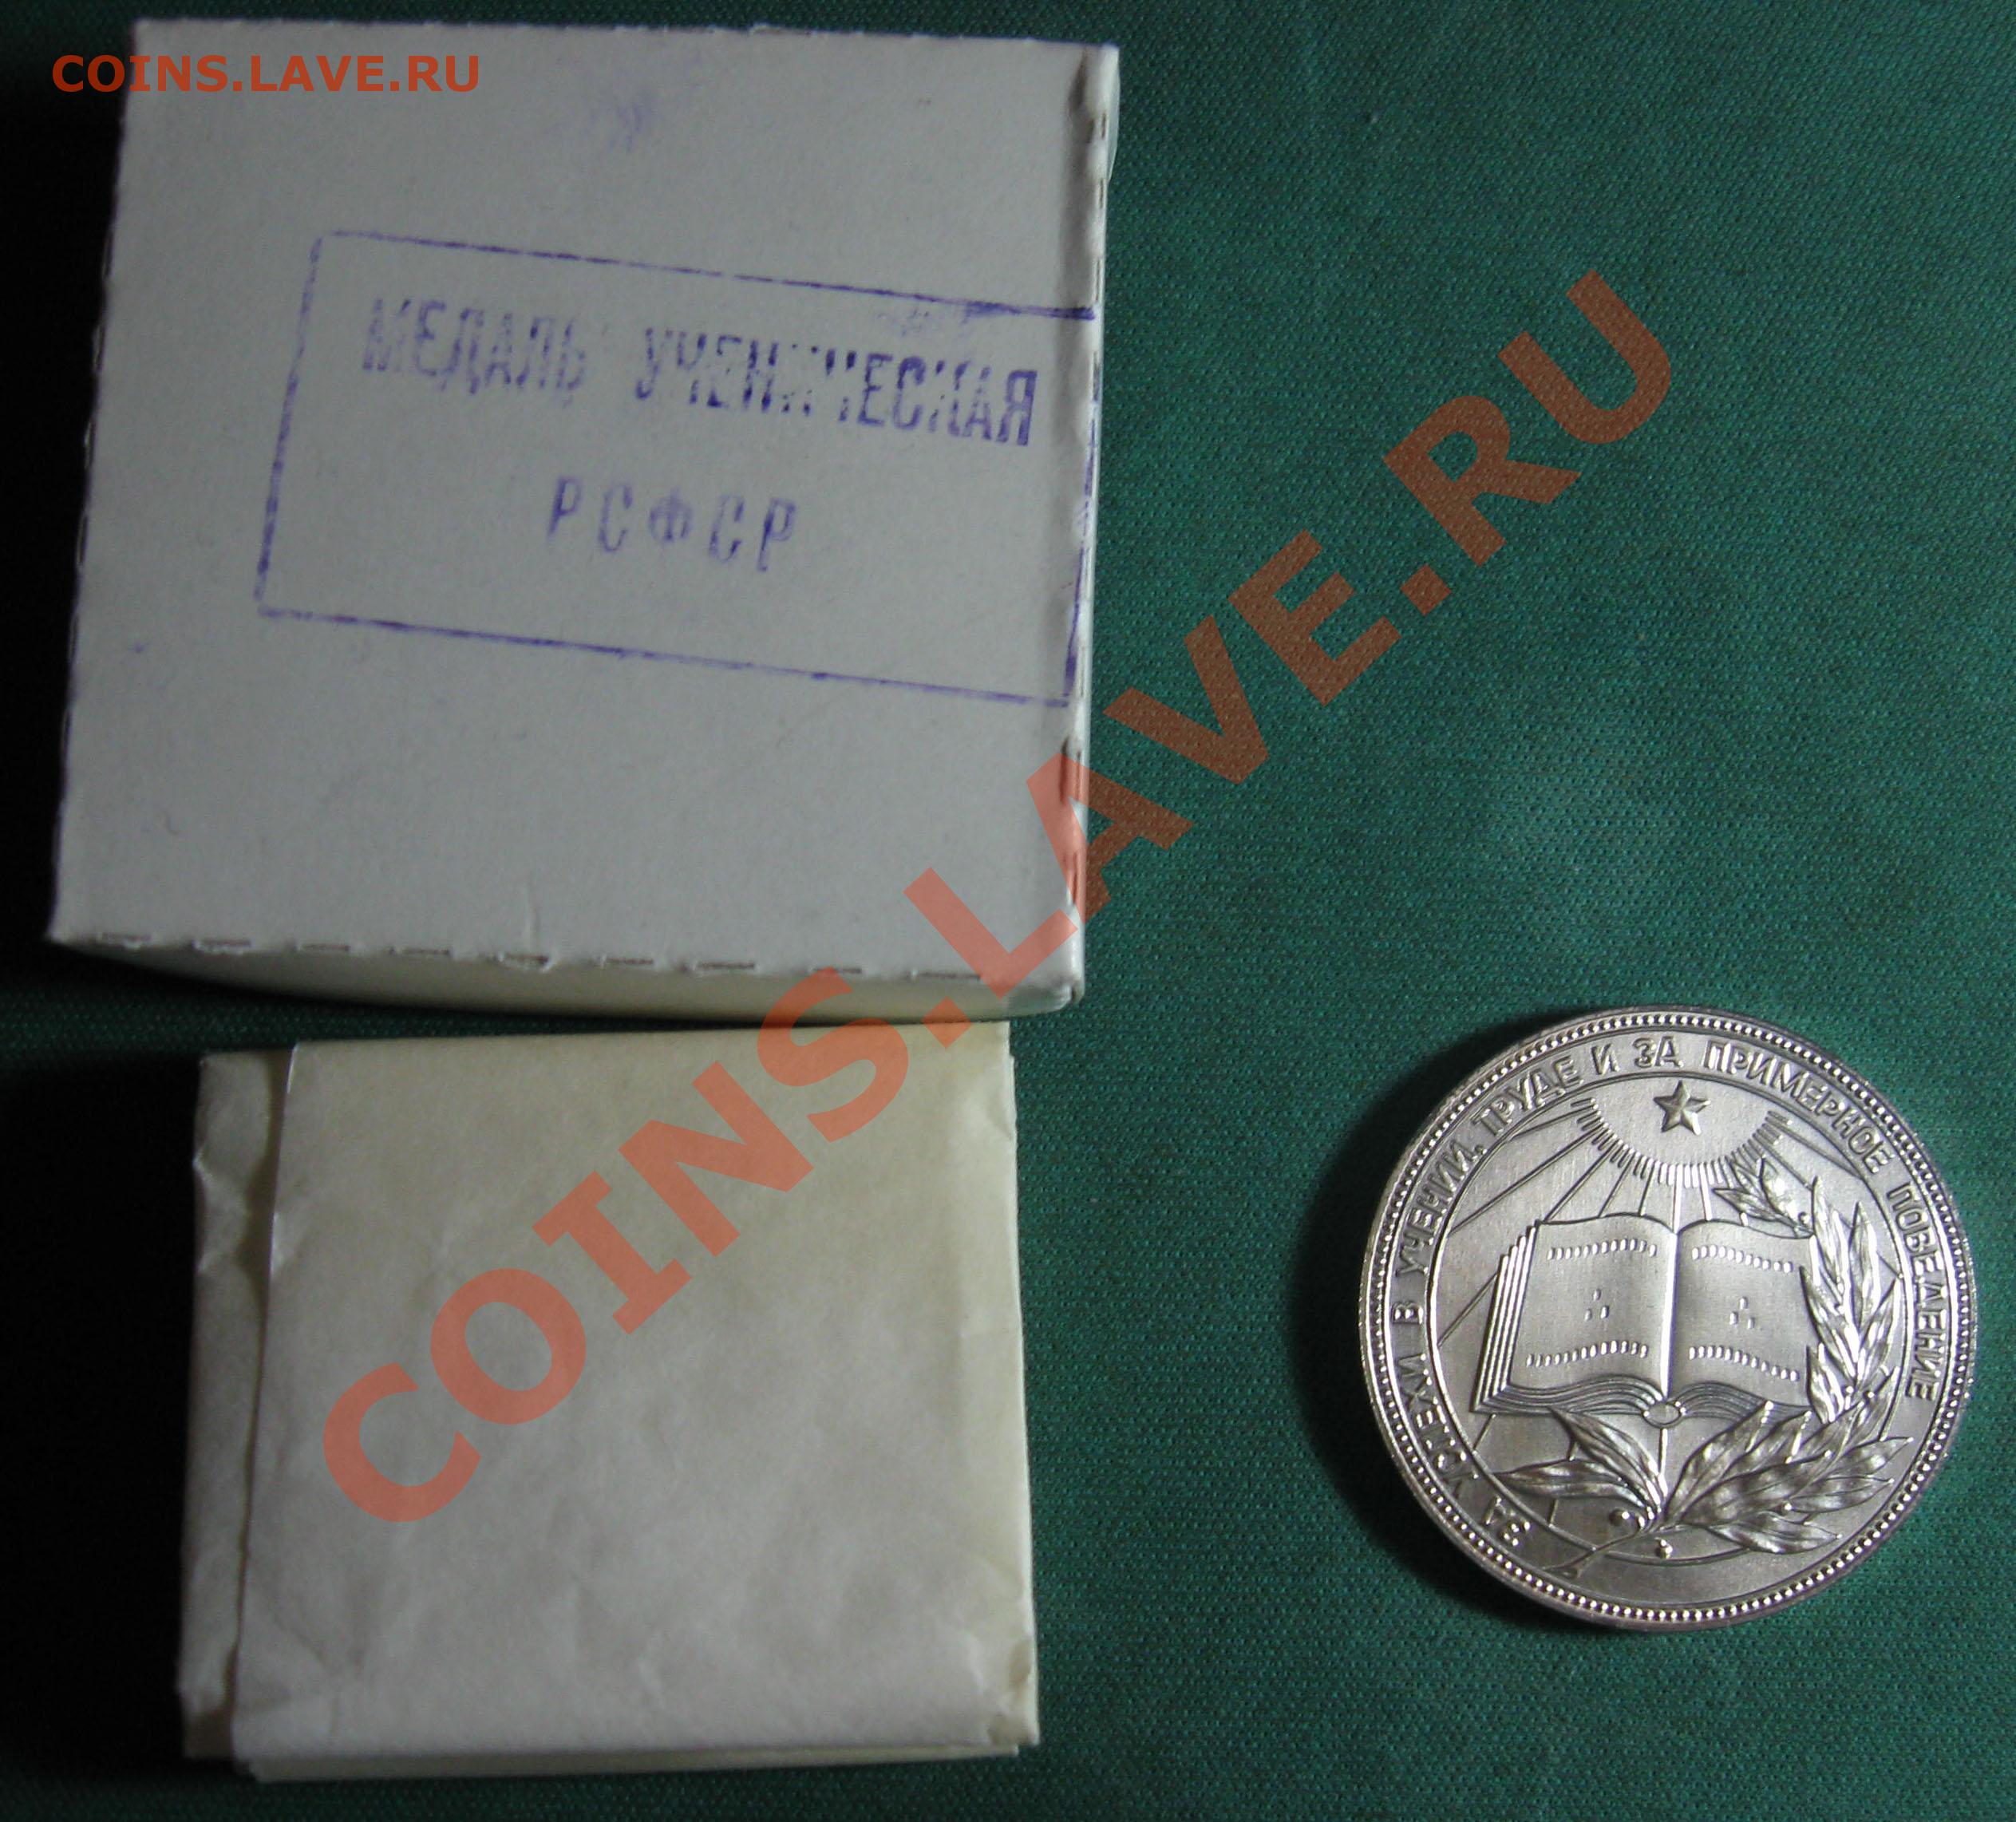 COINS.LAVE.RU
МЕДАЛЬ УЧЕНИЧЕСКАЯ
РСФСР
COINS.LAVE.RU
ЗА УСПЕХИ В УЧЕНИИ, ТРУДЕ И ЗА ПРИМЕРНОЕ ПОВЕДЕНИЕ